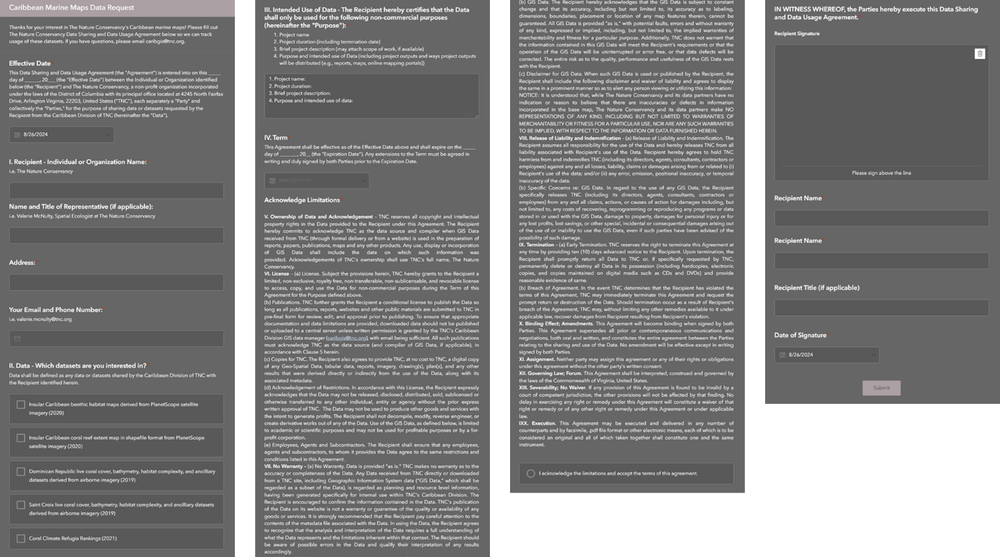 Caribbean Marine Maps Data Request
Thanks for your interest in The Nature Conservancy's Caribbean marine maps! Please fill out
The Nature Conservancy Data Sharing and Data Usage Agreement below so we can track
usage of these datasets. If you have questions, please email caribgis@tnc.org.
Effective Date
This Data Sharing and Data Usage Agreement (the "Agreement") is entered into on this _____
day of ______, 20___ (the "Effective Date") between the Individual or Organization identified
below (the "Recipient") and The Nature Conservancy, a non-profit organization incorporated
under the laws of the District of Columbia with its principal office located at 4245 North Fairfax
Drive, Arlington Virginia, 22203, United States ("TNC"), each separately a "Party" and
collectively the "Parties," for the purpose of sharing data or datasets requested by the
Recipient from the Caribbean Division of TNC (hereinafter the "Data").
8/26/2024
I. Recipient - Individual or Organization Name:*
i.e. The Nature Conservancy
Name and Title of Representative (if applicable):
i.e. Valerie McNulty, Spatial Ecologist at The Nature Conservancy
Address:*
Your Email and Phone Number:*
i.e. valerie.mcnulty@tnc.org
II. Data - Which datasets are you interested in?*
Data shall be defined as any data or datasets shared by the Caribbean Division of TNC with
the Recipient identified herein.
Insular Caribbean benthic habitat maps derived from PlanetScope satellite
imagery (2020)
Insular Caribbean coral reef extent map in shapefile format from PlanetScope
satellite imagery (2020)
Dominican Republic live coral cover, bathymetry, habitat complexity, and ancilliary
datasets derived from airborne imagery (2019)
Saint Croix live coral cover, bathymetry, habitat complexity, and ancilliary datasets
derived from airborne imagery (2019)
Coral Climate Refugia Rankings (2021)
III. Intended Use of Data - The Recipient hereby certifies that the Data
shall only be used for the following non-commercial purposes
(hereinafter the "Purpose"):*
1. Project name
2. Project duration (including termination date)
3. Brief project description (may attach scope of work, if available)
4. Purpose and intended use of Data (including project outputs and ways project outputs
will be distributed (e.g., reports, maps, online mapping portals))
1. Project name:
2. Project duration:
3. Brief project description:
4. Purpose and intended use of data:
IV. Term*
This Agreement shall be effective as of the Effective Date above and shall expire on the _____
day of _______, 20__ (the "Expiration Date"). Any extensions to the Term must be agreed in
writing and duly signed by both Parties prior to the Expiration Date.
MM/DD/YYYY
Acknowledge Limitations*
V. Ownership of Data and Acknowledgement - TNC reserves all copyright and intellectual
property rights in the Data provided to the Recipient under this Agreement. The Recipient
hereby commits to acknowledge TNC as the data source and compiler when GIS Data
received from TNC (through formal delivery or from a website) is used in the preparation of
reports, papers, publications, maps and any other products. Any use, display or incorporation
of GIS Data shall include the date on which such information was
provided. Acknowledgements of TNC's ownership shall use TNC's full name, The Nature
Conservancy.
VI. License - (a) License. Subject the provisions herein, TNC hereby grants to the Recipient a
limited, non-exclusive, royalty free, non-transferable, non-sublicensable, and revocable license
to access, copy, and use the Data for non-commercial purposes during the Term of this
Agreement for the Purpose defined above.
(b) Publications. TNC further grants the Recipient a conditional license to publish the Data so
long as all publications, reports, websites and other public materials are submitted to TNC in
pre-final form for review, edit, and approval prior to publishing. To ensure that appropriate
documentation and data limitations are provided, downloaded data should not be published
or uploaded to a central server unless written permission is granted by the TNC's Caribbean
Division GIS data manager (caribgis@tnc.org), with email being sufficient. All such publications
must acknowledge TNC as the data source (and compiler of GIS Data, if applicable), in
accordance with Clause 5 herein.
(c) Copies for TNC. The Recipient also agrees to provide TNC, at no cost to TNC, a digital copy
of any Geo-Spatial Data, tabular data, reports, imagery, drawing(s), plan(s), and any other
results that were derived directly or indirectly from the use of the Data, along with its
associated metadata.
(d) Acknowledgement of Restrictions. In accordance with this License, the Recipient expressly
acknowledges that the Data may not be released, disclosed, distributed, sold, sublicensed or
otherwise transferred to any other individual, entity or agency without the prior express
written approval of TNC. The Data may not be used to produce other goods and services with
the intent to generate profits. The Recipient shall not decompile, modify, reverse engineer, or
create derivative works out of any of the Data. Use of the GIS Data, as defined below, is limited
to academic or scientific purposes and may not be used for profitable purposes or by a for-
profit corporation.
(e) Employees, Agents and Subcontractors. The Recipient shall ensure that any employees,
agents and subcontractors, to whom it provides the Data agree to the same restrictions and
conditions listed in this Agreement.
VII. No Warranty - (a) No Warranty. Data is provided "as is." TNC makes no warranty as to the
accuracy or completeness of the Data. Any Data received from TNC directly or downloaded
from a TNC site, including Geographic Information System data ("GIS Data," which shall be
regarded as a subset of the Data), is regarded as planning and resource level information,
having been generated specifically for internal use within TNC's Caribbean Division. The
Recipient is encouraged to confirm the information contained in the Data. TNC's publication
of the Data on its website is not a warranty or guarantee of the quality or availability of any
goods or services. It is strongly recommended that the Recipient pay careful attention to the
contents of the metadata file associated with the Data. In using the Data, the Recipient agrees
to recognize that the analysis and interpretation of the Data requires a full understanding of
what the Data represents and the limitations inherent within that context. The Recipient should
be aware of possible errors in the Data and qualify their interpretation of any results
accordingly.
(b) GIS Data. The Recipient hereby acknowledges that the GIS Data is subject to constant
change and that its accuracy, including but not limited to, its accuracy as to labeling,
dimensions, boundaries, placement or location of any map features therein, cannot be
guaranteed. All GIS Data is provided "as is," with potential faults, errors and without warranty
of any kind, expressed or implied, including, but not limited to, the implied warranties of
merchantability and fitness for a particular purpose. Additionally, TNC does not warrant that
the information contained in this GIS Data will meet the Recipient's requirements or that the
operation of the GIS Data will be uninterrupted or error free, or that data defects will be
corrected. The entire risk as to the quality, performance and usefulness of the GIS Data rests
with the Recipient.
(c) Disclaimer for GIS Data. When such GIS Data is used or published by the Recipient, the
Recipient shall include the following disclaimer and waiver of liability and agrees to display
the same in a prominent manner so as to alert any person viewing or utilizing this information:
NOTICE: It is understood that, while The Nature Conservancy and its data partners have no
indication or reason to believe that there are inaccuracies or defects in information
incorporated in the base map, The Nature Conservancy and its data partners make NO
REPRESENTATIONS OF ANY KIND, INCLUDING BUT NOT LIMITED TO WARRANTIES OF
MERCHANTABILITY OR FITNESS FOR A PARTICULAR USE, NOR ARE ANY SUCH WARRANTIES
TO BE IMPLIED, WITH RESPECT TO THE INFORMATION OR DATA FURNISHED HEREIN.
VIII. Release of Liability and Indemnification - (a) Release of Liability and Indemnification. The
Recipient assumes all responsibility for the use of the Data and hereby releases TNC from all
liability associated with Recipient's use of the Data. Recipient hereby agrees to hold TNC
harmless from and indemnifies TNC (including its directors, agents, consultants, contractors or
employees) against any and all losses, liability, claims or damages arising from or related to (i)
Recipient's use of the data; and/or (ii) any error, omission, positional inaccuracy, or temporal
inaccuracy of the data.
(b) Specific Concerns re: GIS Data. In regard to the use of any GIS Data, the Recipient
specifically releases TNC (including its directors, agents, consultants, contractors or
employees) from any and all claims, actions, or causes of action for damages including, but
not limited to, any costs of recovering, reprogramming or reproducing any programs or data
stored in or used with the GIS Data, damage to property, damages for personal injury or for
any lost profits, lost savings, or other special, incidental or consequential damages arising out
of the use of or inability to use the GIS Data, even if such parties have been advised of the
possibility of such damage.
IX. Termination - (a) Early Termination. TNC reserves the right to terminate this Agreement at
any time by providing ten (10) days advanced notice to the Recipient. Upon termination, the
Recipient shall promptly return all Data to TNC or, if specifically requested by TNC,
permanently delete or destroy all Data in its possession (including hardcopies, electronic
copies, and copies maintained on digital media such as CDs and DVDs) and provide
reasonable evidence of same.
(b) Breach of Agreement. In the event TNC determines that the Recipient has violated the
terms of this Agreement, TNC may immediately terminate this Agreement and request the
prompt return or destruction of the Data. Should termination occur as a result of Recipient's
breach of the Agreement, TNC may, without limiting any other remedies available to it under
applicable law, recover damages from Recipient resulting from Recipient's violation.
X. Binding Effect; Amendments. This Agreement will become binding when signed by both
Parties. This Agreement supersedes all prior or contemporaneous communications and
negotiations, both oral and written, and constitutes the entire agreement between the Parties
relating to the sharing and use of the Data. No amendment will be effective except in writing
signed by both Parties.
XI. Assignment. Neither party may assign this agreement or any of their rights or obligations
under this agreement without the other party's written consent.
XII. Governing Law; Forum. This Agreement shall be interpreted, construed and governed by
the laws of the Commonwealth of Virginia, United States.
XIII. Severability; No Waiver. If any provision of this Agreement is found to be invalid by a
court of competent jurisdiction, the other provisions will not be affected by that finding. No
delay in exercising any right or remedy under this Agreement will constitute a waiver of that
right or remedy or of any other right or remedy under this Agreement or under applicable
law.
IXX. Execution. This Agreement may be executed and delivered in any number of
counterparts and by facsimile, .pdf file format or other electronic means, each of which is to be
considered an original and all of which taken together shall constitute one and the same
instrument.
I acknowledge the limitations and accept the terms of this agreement.
IN WITNESS WHEREOF, the Parties hereby execute this Data Sharing
and Data Usage Agreement.*
Recipient Signature
Please sign above the line
Recipient Name*
Recipient Name*
Recipient Title (if applicable)
Date of Signature*
8/26/2024
Submit